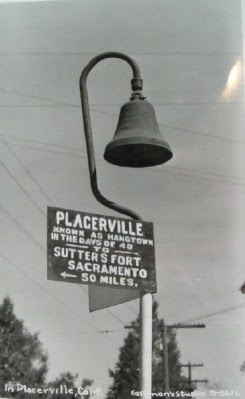 PLACERVILLE
KNOWN AS HANGTOWN
IN THE DAYS OF 49
TO
SUTTER'S FORT
SACRAMENTO
← 50 MILES.
In Placerville, Calif.
Eastman's Studio B-5616